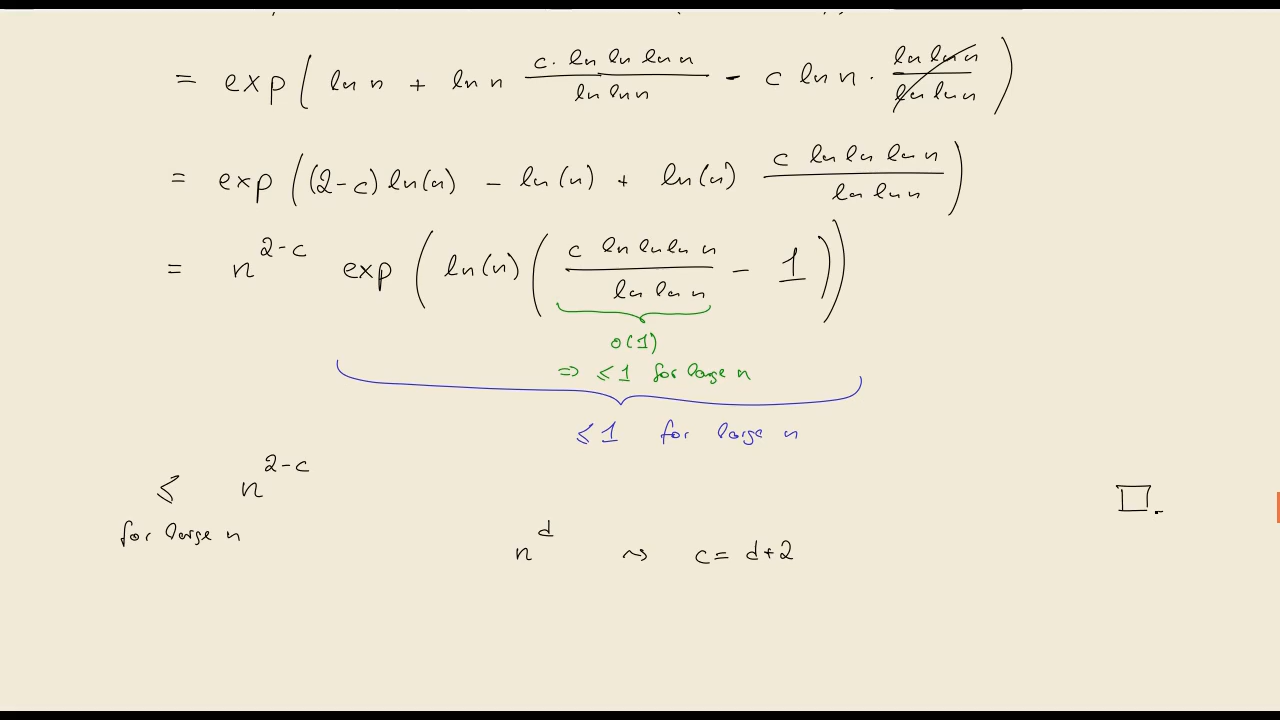 = exp( ln n + ln n (c · ln ln ln n)/(ln ln n) - c ln n · (ln ln n)/(ln ln n) )
= exp( (2-c) ln(n) - ln(n) + ln(n) (c ln ln ln n)/(ln ln n) )
= n^{2-c} exp( ln(n) ( (c ln ln ln n)/(ln ln n) - 1 ) )
o(1)
⇒ ≤ 1 for large n
≤ 1 for large n
≤ n^{2-c} □.
for large n
n^d ⇝ c = d+2